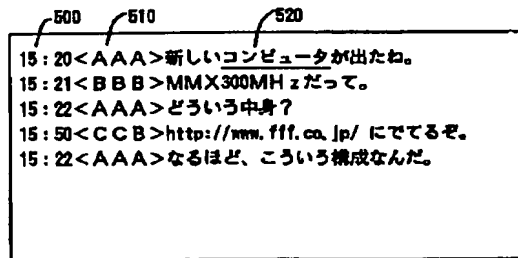 500 510 520
15:20<AAA>新しいコンピュータが出たね。
15:21<BBB>MMX300MHzだって。
15:22<AAA>どういう中身?
15:50<CCB>http://www.fff.co.jp/ にでてるぞ。
15:22<AAA>なるほど、こういう構成なんだ。